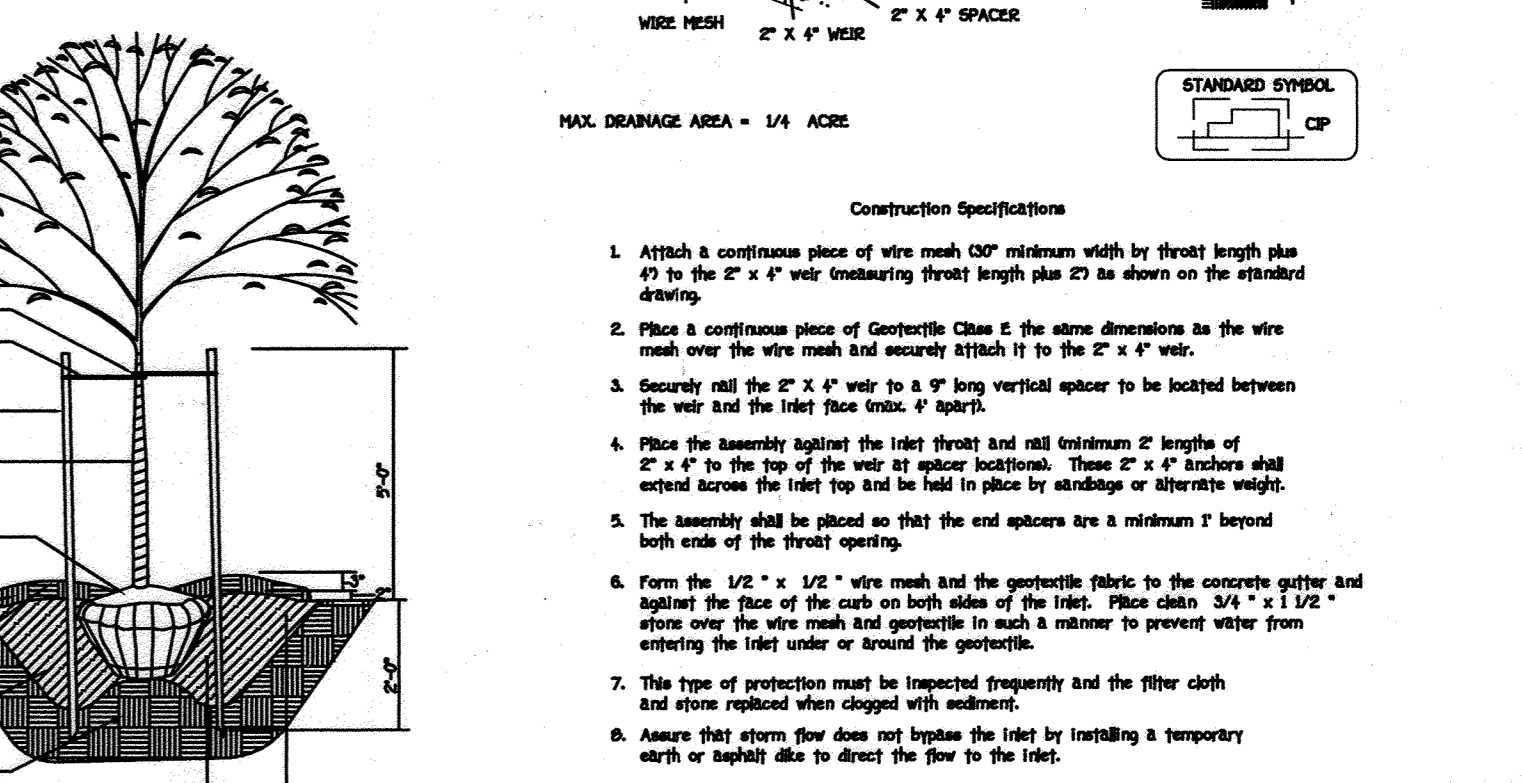 WIRE MESH
2" X 4" WEIR
2" X 4" SPACER
STANDARD SYMBOL
CIP
MAX. DRAINAGE AREA = 1/4 ACRE
Construction Specifications
1. Attach a continuous piece of wire mesh (30" minimum width by throat length plus
4') to the 2" x 4" weir (measuring throat length plus 2') as shown on the standard
drawing.
2. Place a continuous piece of Geotextile Class E the same dimensions as the wire
mesh over the wire mesh and securely attach it to the 2" x 4" weir.
3. Securely nail the 2" X 4" weir to a 9" long vertical spacer to be located between
the weir and the inlet face (max. 4' apart).
4. Place the assembly against the inlet throat and nail (minimum 2' lengths of
2" x 4" to the top of the weir at spacer locations). These 2" x 4" anchors shall
extend across the inlet top and be held in place by sandbags or alternate weight.
5. The assembly shall be placed so that the end spacers are a minimum 1' beyond
both ends of the throat opening.
6. Form the 1/2 " x 1/2 " wire mesh and the geotextile fabric to the concrete gutter and
against the face of the curb on both sides of the inlet. Place clean 3/4 " x 1 1/2 "
stone over the wire mesh and geotextile in such a manner to prevent water from
entering the inlet under or around the geotextile.
7. This type of protection must be inspected frequently and the filter cloth
and stone replaced when clogged with sediment.
8. Assure that storm flow does not bypass the inlet by installing a temporary
earth or asphalt dike to direct the flow to the inlet.
5'-0"
3"
2"
2'-0"